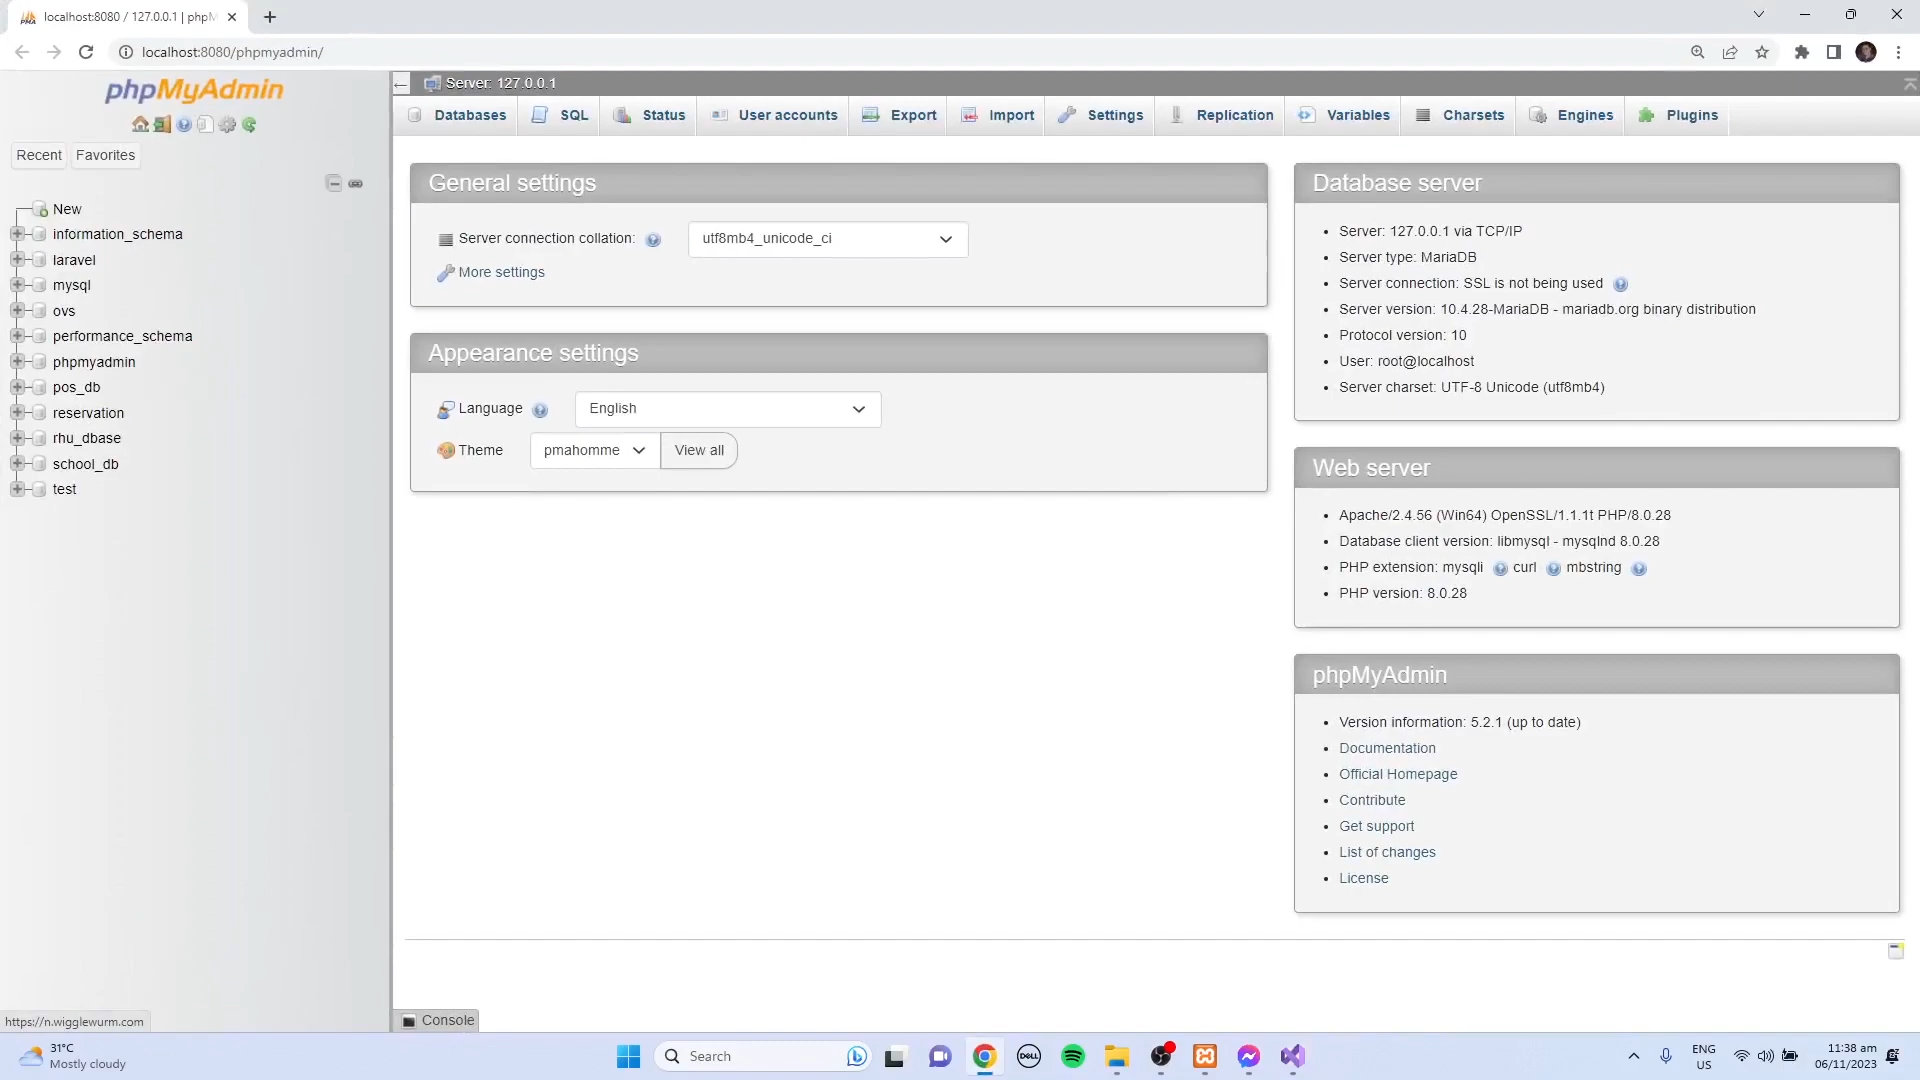 localhost:8080 / 127.0.0.1 | phpM
localhost:8080/phpmyadmin/
phpMyAdmin
Recent
Favorites
New
information_schema
laravel
mysql
ovs
performance_schema
phpmyadmin
pos_db
reservation
rhu_dbase
school_db
test
https://n.wigglewurm.com
Server: 127.0.0.1
Databases
SQL
Status
User accounts
Export
Import
Settings
Replication
Variables
Charsets
Engines
Plugins
General settings
Server connection collation:
utf8mb4_unicode_ci
More settings
Appearance settings
Language
English
Theme
pmahomme
View all
Database server
Server: 127.0.0.1 via TCP/IP
Server type: MariaDB
Server connection: SSL is not being used
Server version: 10.4.28-MariaDB - mariadb.org binary distribution
Protocol version: 10
User: root@localhost
Server charset: UTF-8 Unicode (utf8mb4)
Web server
Apache/2.4.56 (Win64) OpenSSL/1.1.1t PHP/8.0.28
Database client version: libmysql - mysqlnd 8.0.28
PHP extension: mysqli curl mbstring
PHP version: 8.0.28
phpMyAdmin
Version information: 5.2.1 (up to date)
Documentation
Official Homepage
Contribute
Get support
List of changes
License
Console
31°C
Mostly cloudy
Search
DELL
ENG
US
11:38 am
06/11/2023